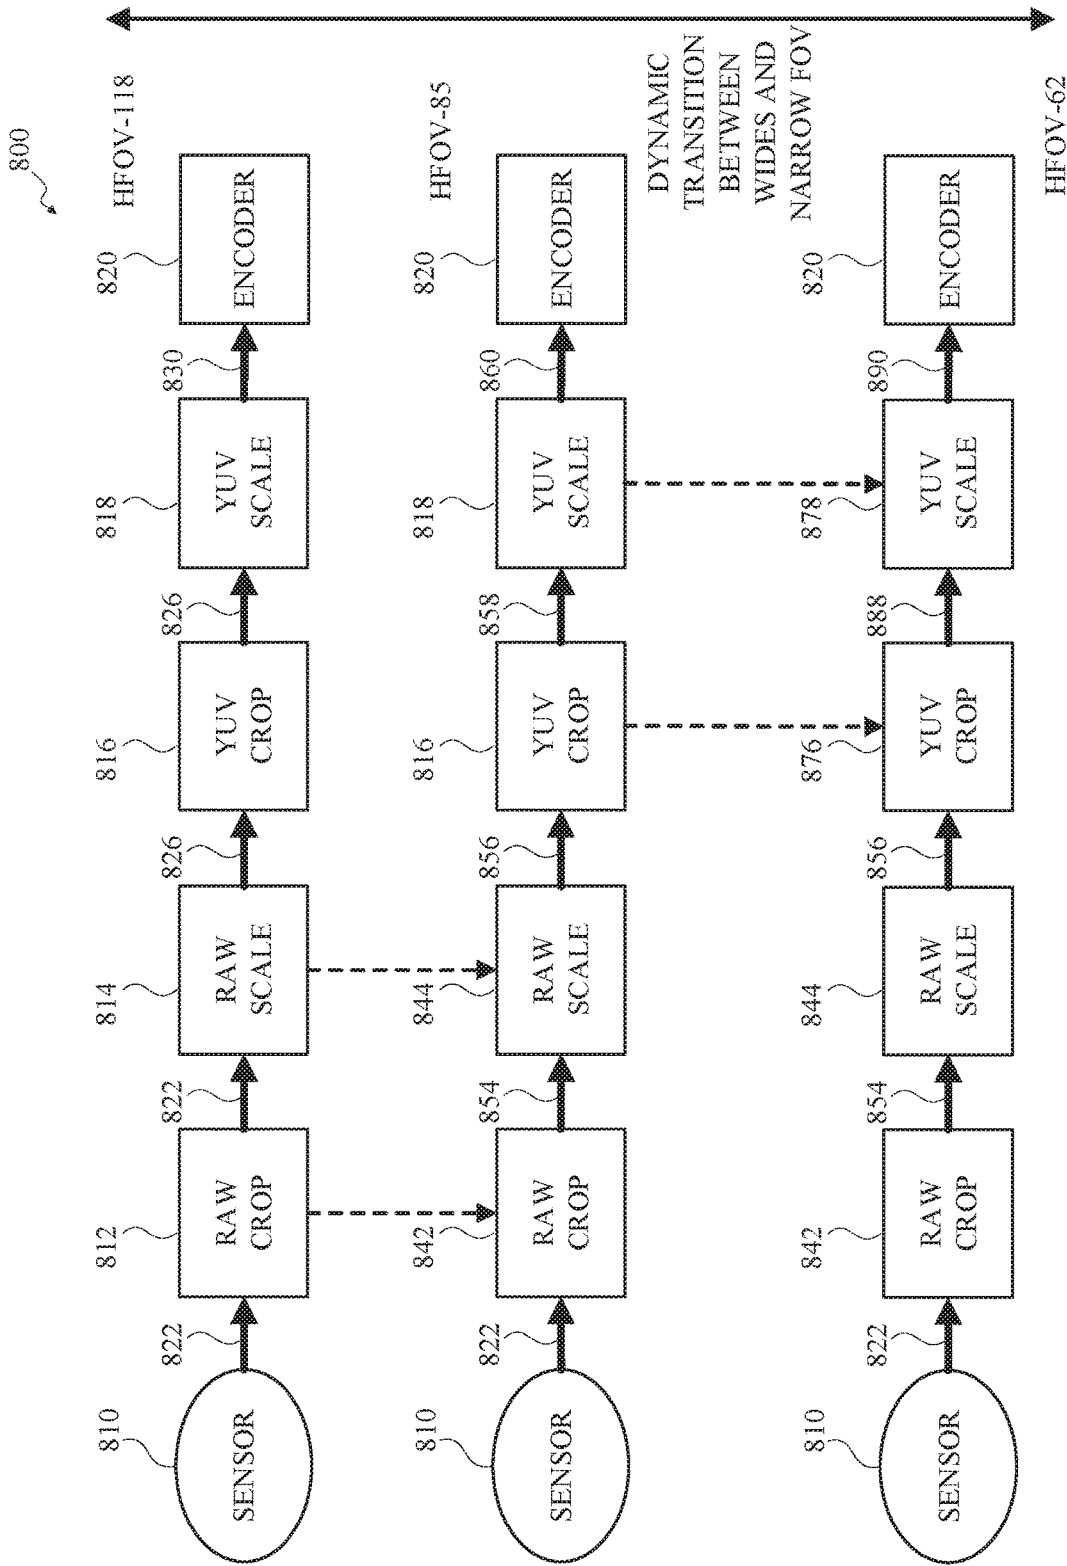 800
HFOV-118
810
SENSOR
822
812
RAW
CROP
822
814
RAW
SCALE
826
816
YUV
CROP
826
818
YUV
SCALE
830
820
ENCODER
HFOV-85
810
SENSOR
822
842
RAW
CROP
854
844
RAW
SCALE
856
816
YUV
CROP
858
818
YUV
SCALE
860
820
ENCODER
DYNAMIC
TRANSITION
BETWEEN
WIDES AND
NARROW FOV
810
SENSOR
822
842
RAW
CROP
854
844
RAW
SCALE
856
876
YUV
CROP
888
878
YUV
SCALE
890
820
ENCODER
HFOV-62